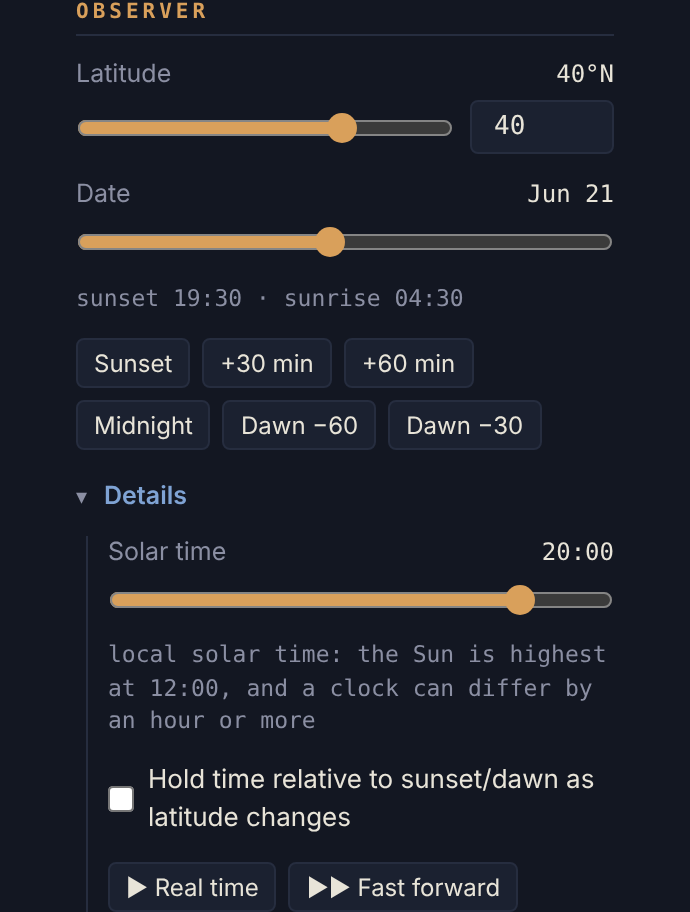 OBSERVER
Latitude 40°N
40
Date Jun 21
sunset 19:30 · sunrise 04:30
Sunset +30 min +60 min
Midnight Dawn −60 Dawn −30
▼ Details
Solar time 20:00
local solar time: the Sun is highest
at 12:00, and a clock can differ by
an hour or more
Hold time relative to sunset/dawn as
latitude changes
▶ Real time ▶▶ Fast forward